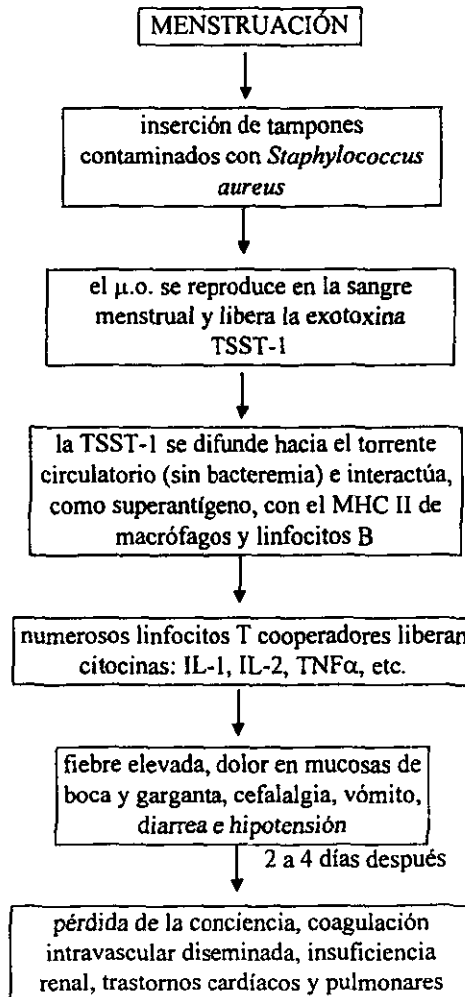 MENSTRUACIÓN
inserción de tampones
contaminados con Staphylococcus
aureus
el µ.o. se reproduce en la sangre
menstrual y libera la exotoxina
TSST-1
la TSST-1 se difunde hacia el torrente
circulatorio (sin bacteremia) e interactúa,
como superantígeno, con el MHC II de
macrófagos y linfocitos B
numerosos linfocitos T cooperadores liberan
citocinas: IL-1, IL-2, TNFα, etc.
fiebre elevada, dolor en mucosas de
boca y garganta, cefalalgia, vómito,
diarrea e hipotensión
2 a 4 días después
pérdida de la conciencia, coagulación
intravascular diseminada, insuficiencia
renal, trastornos cardíacos y pulmonares